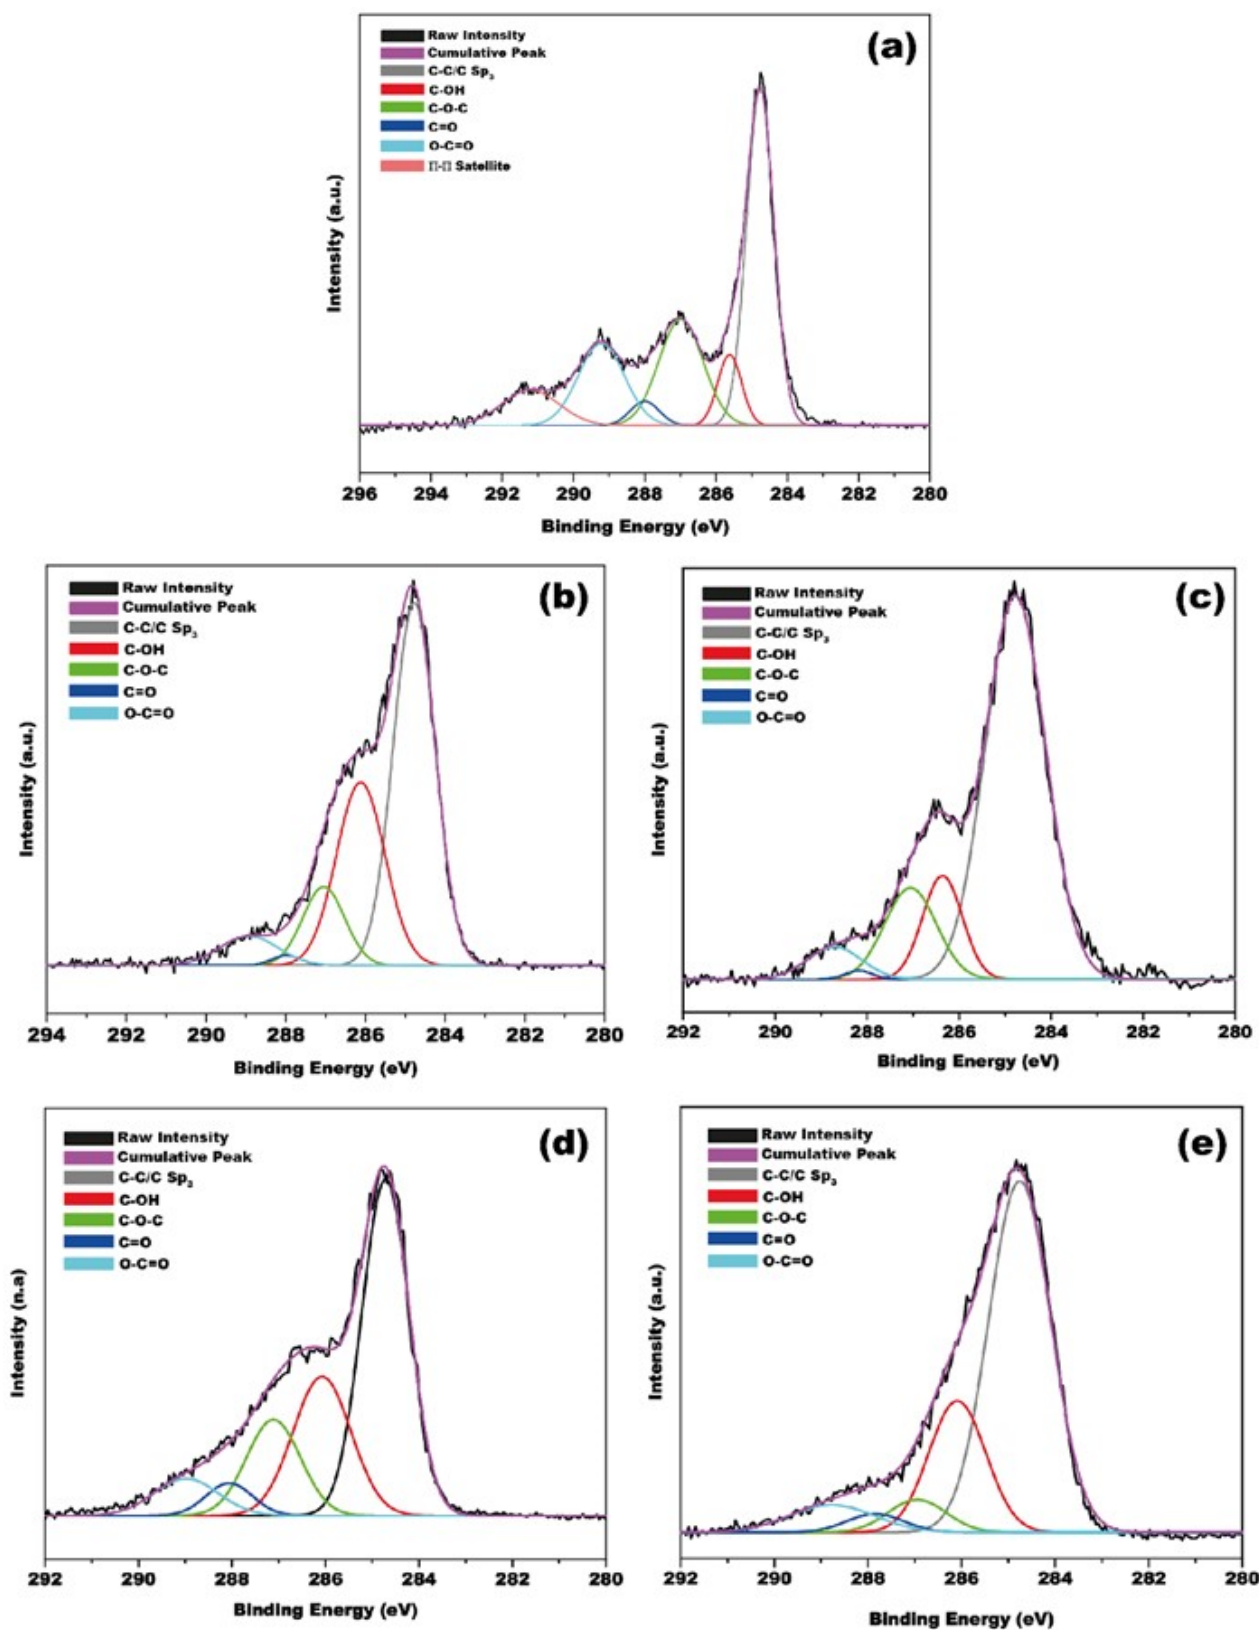 (a)
Raw Intensity
Cumulative Peak
C-C/C Sp₃
C-OH
C-O-C
C=O
O-C=O
Π-Π Satellite
Intensity (a.u.)
296 294 292 290 288 286 284 282 280
Binding Energy (eV)
(b)
Raw Intensity
Cumulative Peak
C-C/C Sp₃
C-OH
C-O-C
C=O
O-C=O
Intensity (a.u.)
294 292 290 288 286 284 282 280
Binding Energy (eV)
(c)
Raw Intensity
Cumulative Peak
C-C/C Sp₃
C-OH
C-O-C
C=O
O-C=O
Intensity (a.u.)
292 290 288 286 284 282 280
Binding Energy (eV)
(d)
Raw Intensity
Cumulative Peak
C-C/C Sp₃
C-OH
C-O-C
C=O
O-C=O
Intensity (n.a)
292 290 288 286 284 282 280
Binding Energy (eV)
(e)
Raw Intensity
Cumulative Peak
C-C/C Sp₃
C-OH
C-O-C
C=O
O-C=O
Intensity (a.u.)
292 290 288 286 284 282 280
Binding Energy (eV)